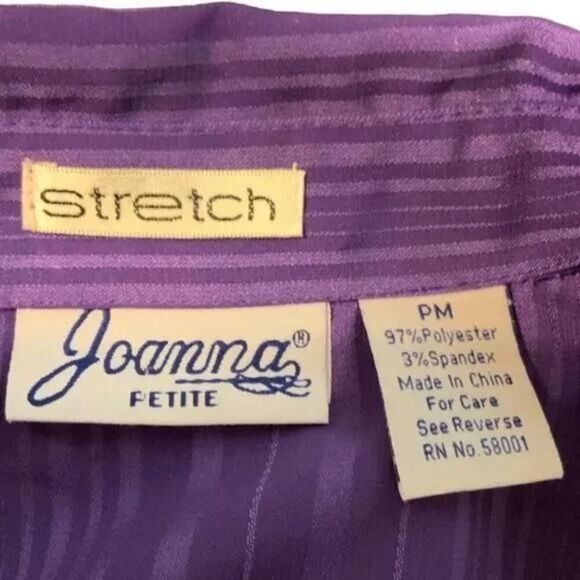 stretch
Joanna®
PETITE
PM
97%Polyester
3%Spandex
Made In China
For Care
See Reverse
RN No.58001